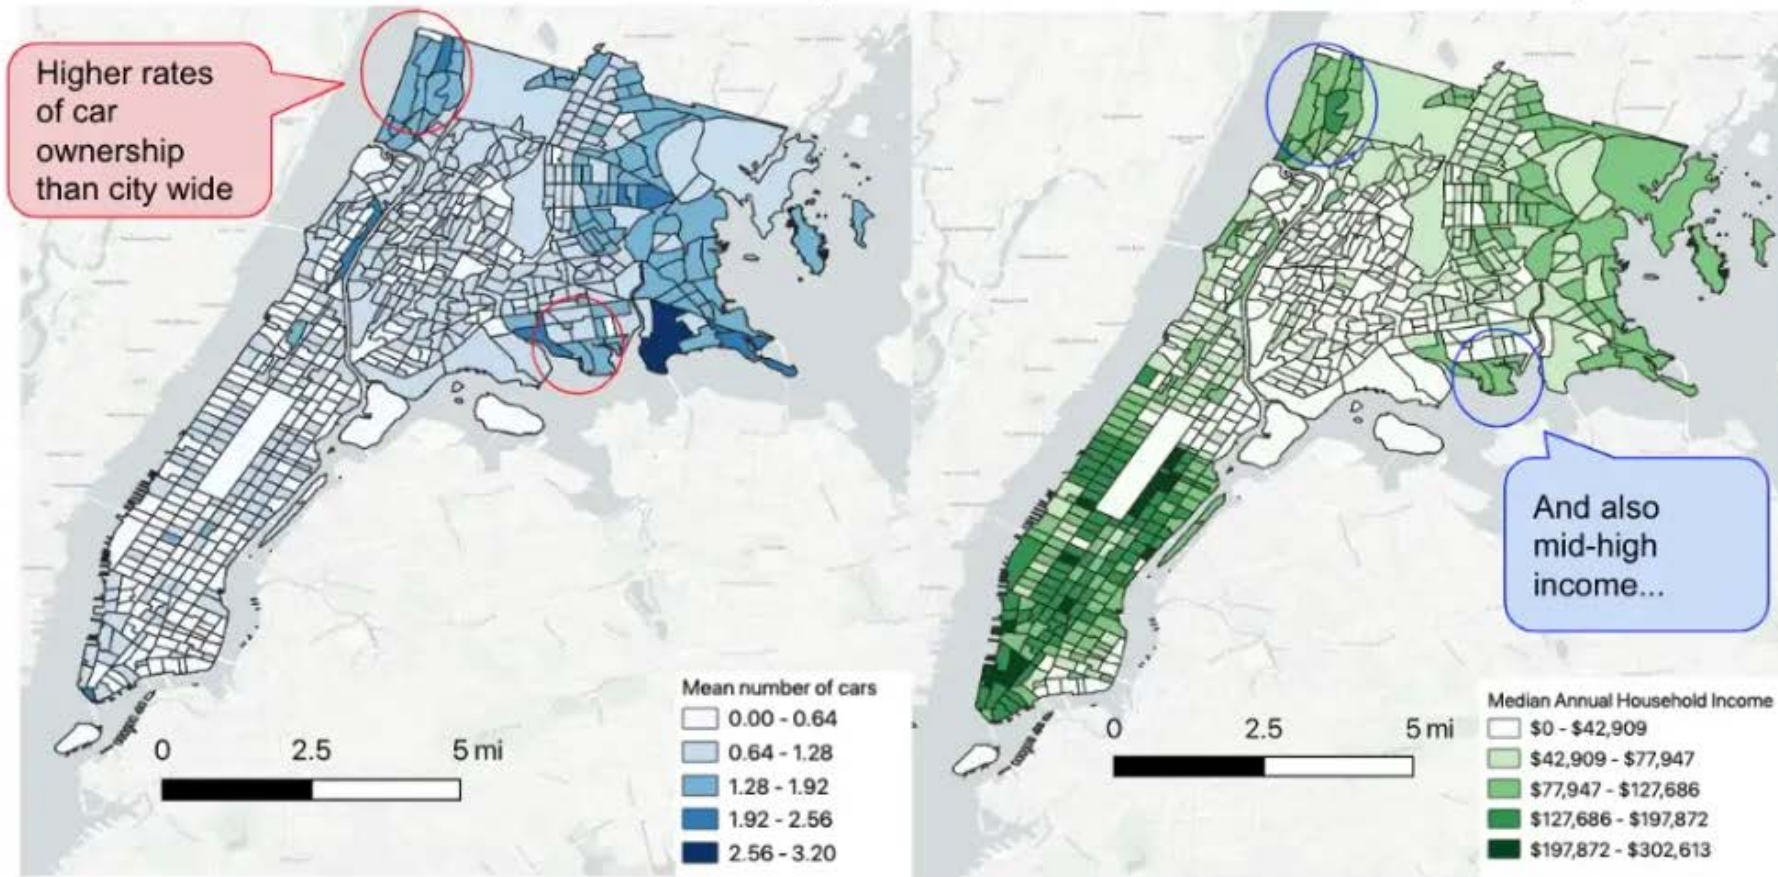 Higher rates
of car
ownership
than city wide
Mean number of cars
0.00 - 0.64
0.64 - 1.28
1.28 - 1.92
1.92 - 2.56
2.56 - 3.20
0 2.5 5 mi
And also
mid-high
income...
Median Annual Household Income
$0 - $42,909
$42,909 - $77,947
$77,947 - $127,686
$127,686 - $197,872
$197,872 - $302,613
0 2.5 5 mi